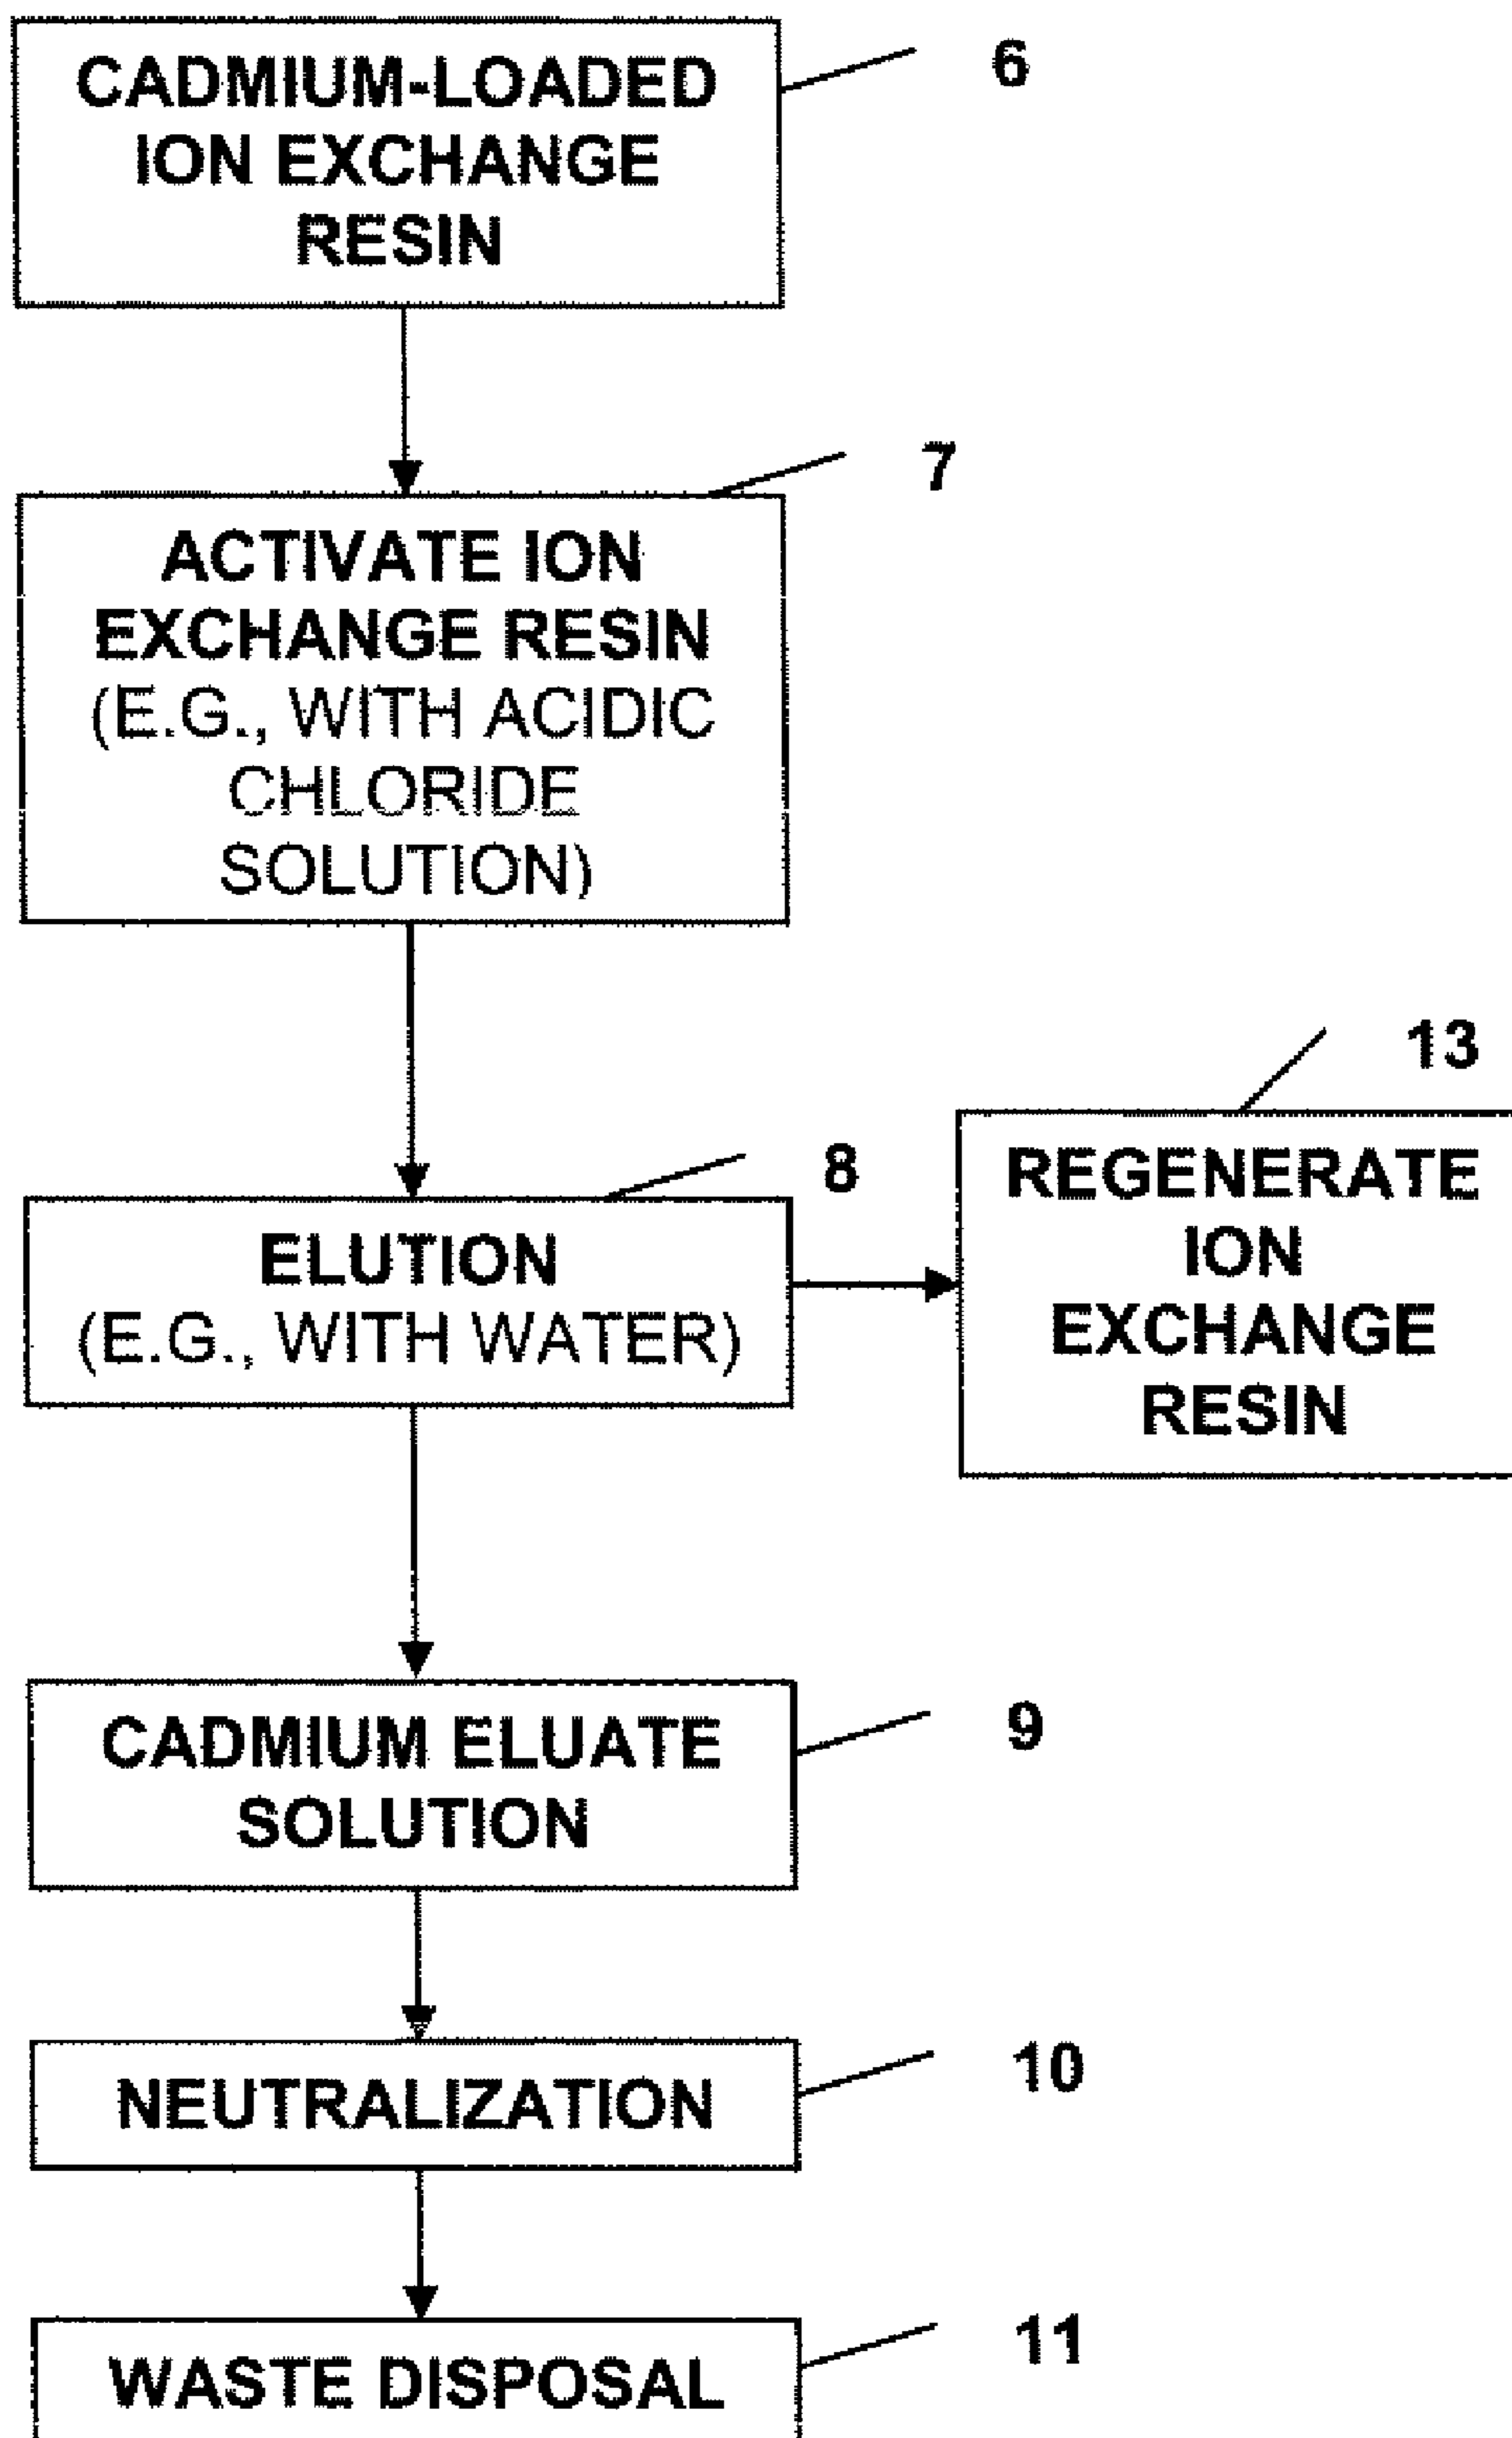 CADMIUM-LOADED
ION EXCHANGE
RESIN
6
7
ACTIVATE ION
EXCHANGE RESIN
(E.G., WITH ACIDIC
CHLORIDE
SOLUTION)
8
ELUTION
(E.G., WITH WATER)
13
REGENERATE
ION
EXCHANGE
RESIN
CADMIUM ELUATE
SOLUTION
9
NEUTRALIZATION
10
WASTE DISPOSAL
11